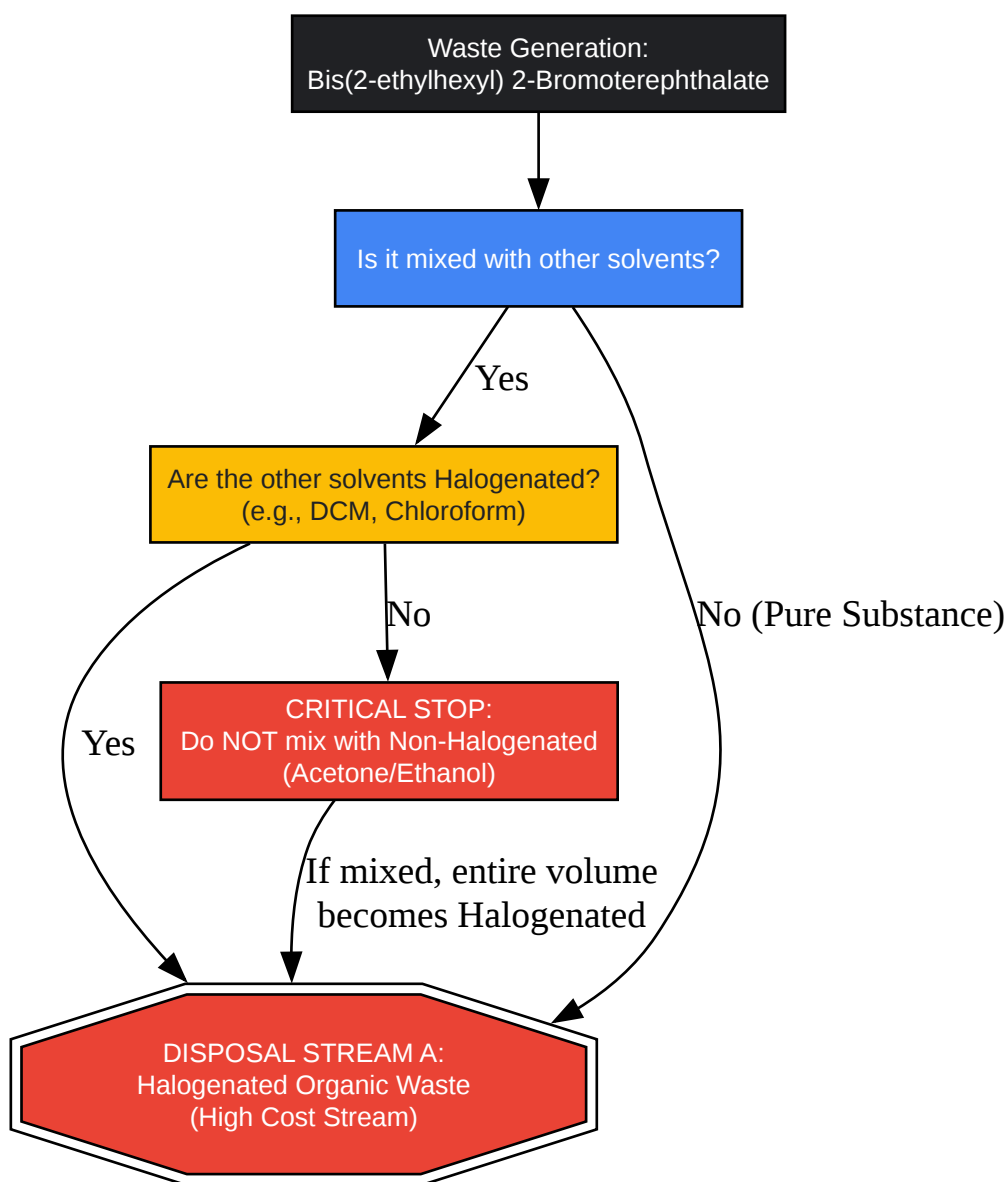 Waste Generation:
Bis(2-ethylhexyl) 2-Bromoterephthalate
Is it mixed with other solvents?
Yes
Are the other solvents Halogenated?
(e.g., DCM, Chloroform)
No
No (Pure Substance)
CRITICAL STOP:
Do NOT mix with Non-Halogenated
(Acetone/Ethanol)
Yes
If mixed, entire volume
becomes Halogenated
DISPOSAL STREAM A:
Halogenated Organic Waste
(High Cost Stream)